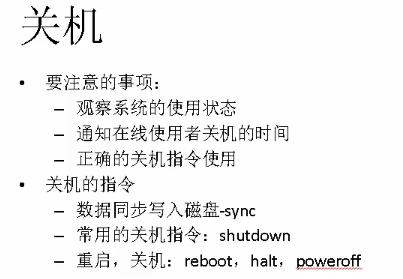 关机
• 要注意的事项：
– 观察系统的使用状态
– 通知在线使用者关机的时间
– 正确的关机指令使用
• 关机的指令
– 数据同步写入磁盘-sync
– 常用的关机指令：shutdown
– 重启，关机：reboot，halt，poweroff